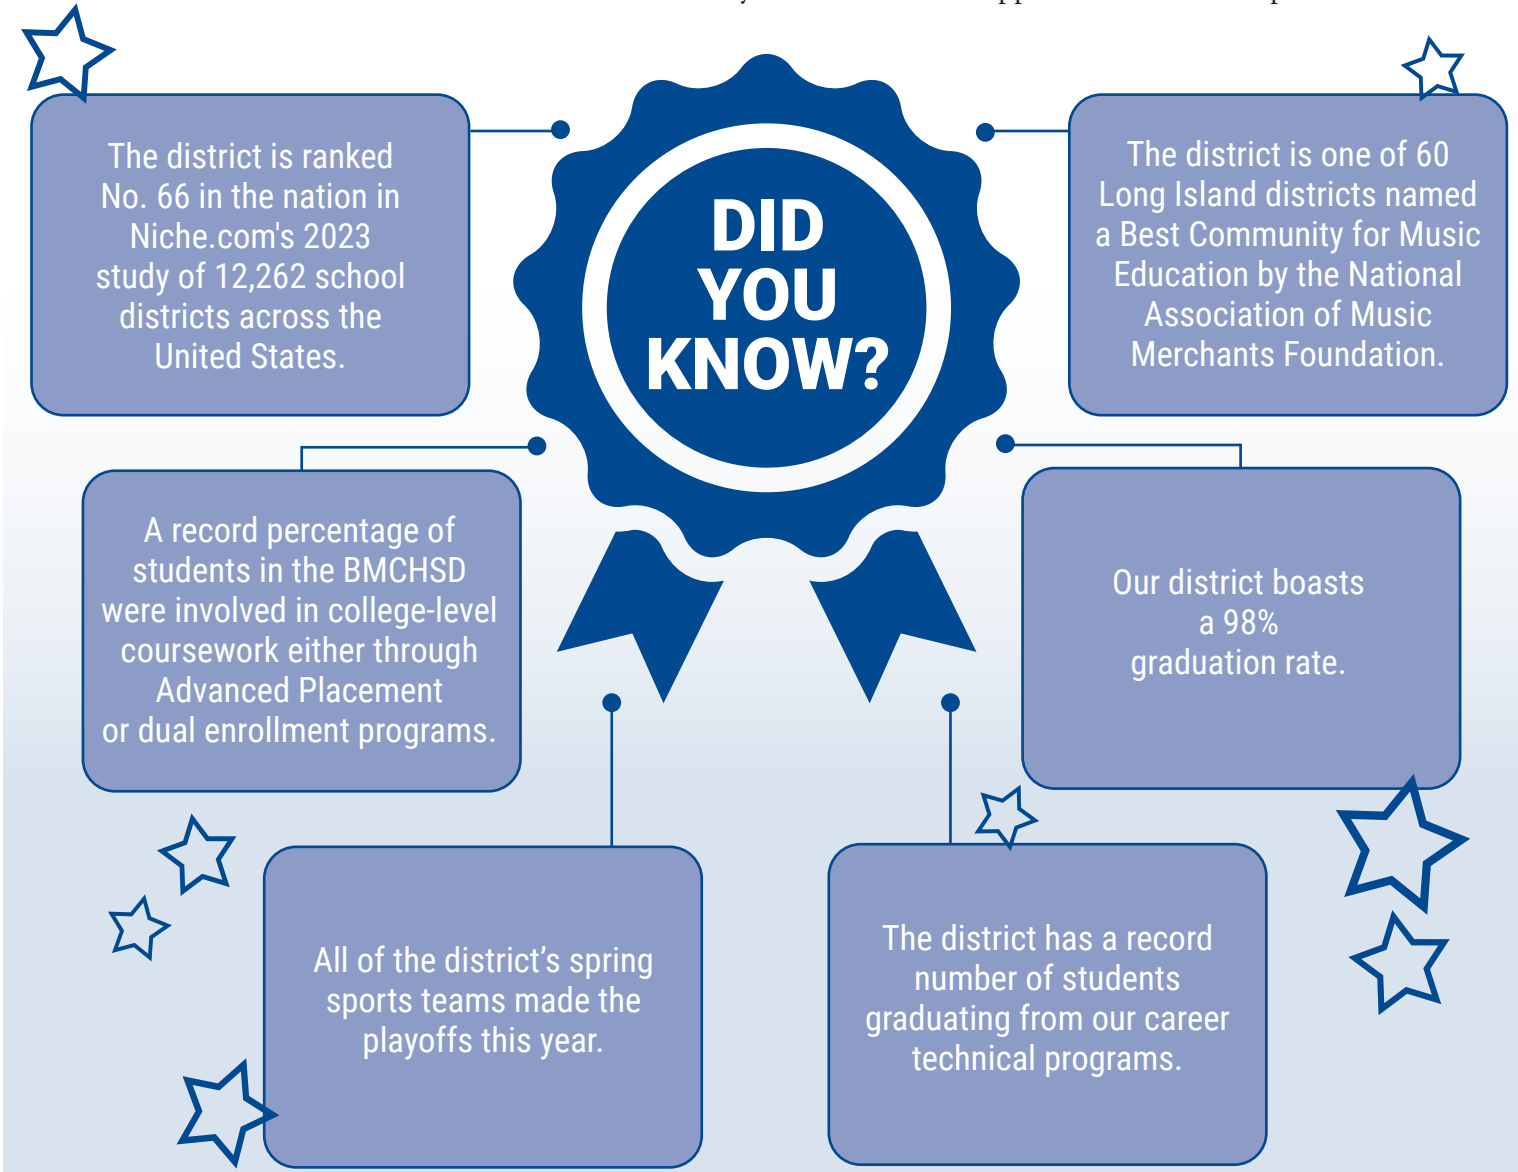 DID
YOU
KNOW?
The district is ranked
No. 66 in the nation in
Niche.com's 2023
study of 12,262 school
districts across the
United States.
The district is one of 60
Long Island districts named
a Best Community for Music
Education by the National
Association of Music
Merchants Foundation.
A record percentage of
students in the BMCHSD
were involved in college-level
coursework either through
Advanced Placement
or dual enrollment programs.
Our district boasts
a 98%
graduation rate.
All of the district’s spring
sports teams made the
playoffs this year.
The district has a record
number of students
graduating from our career
technical programs.